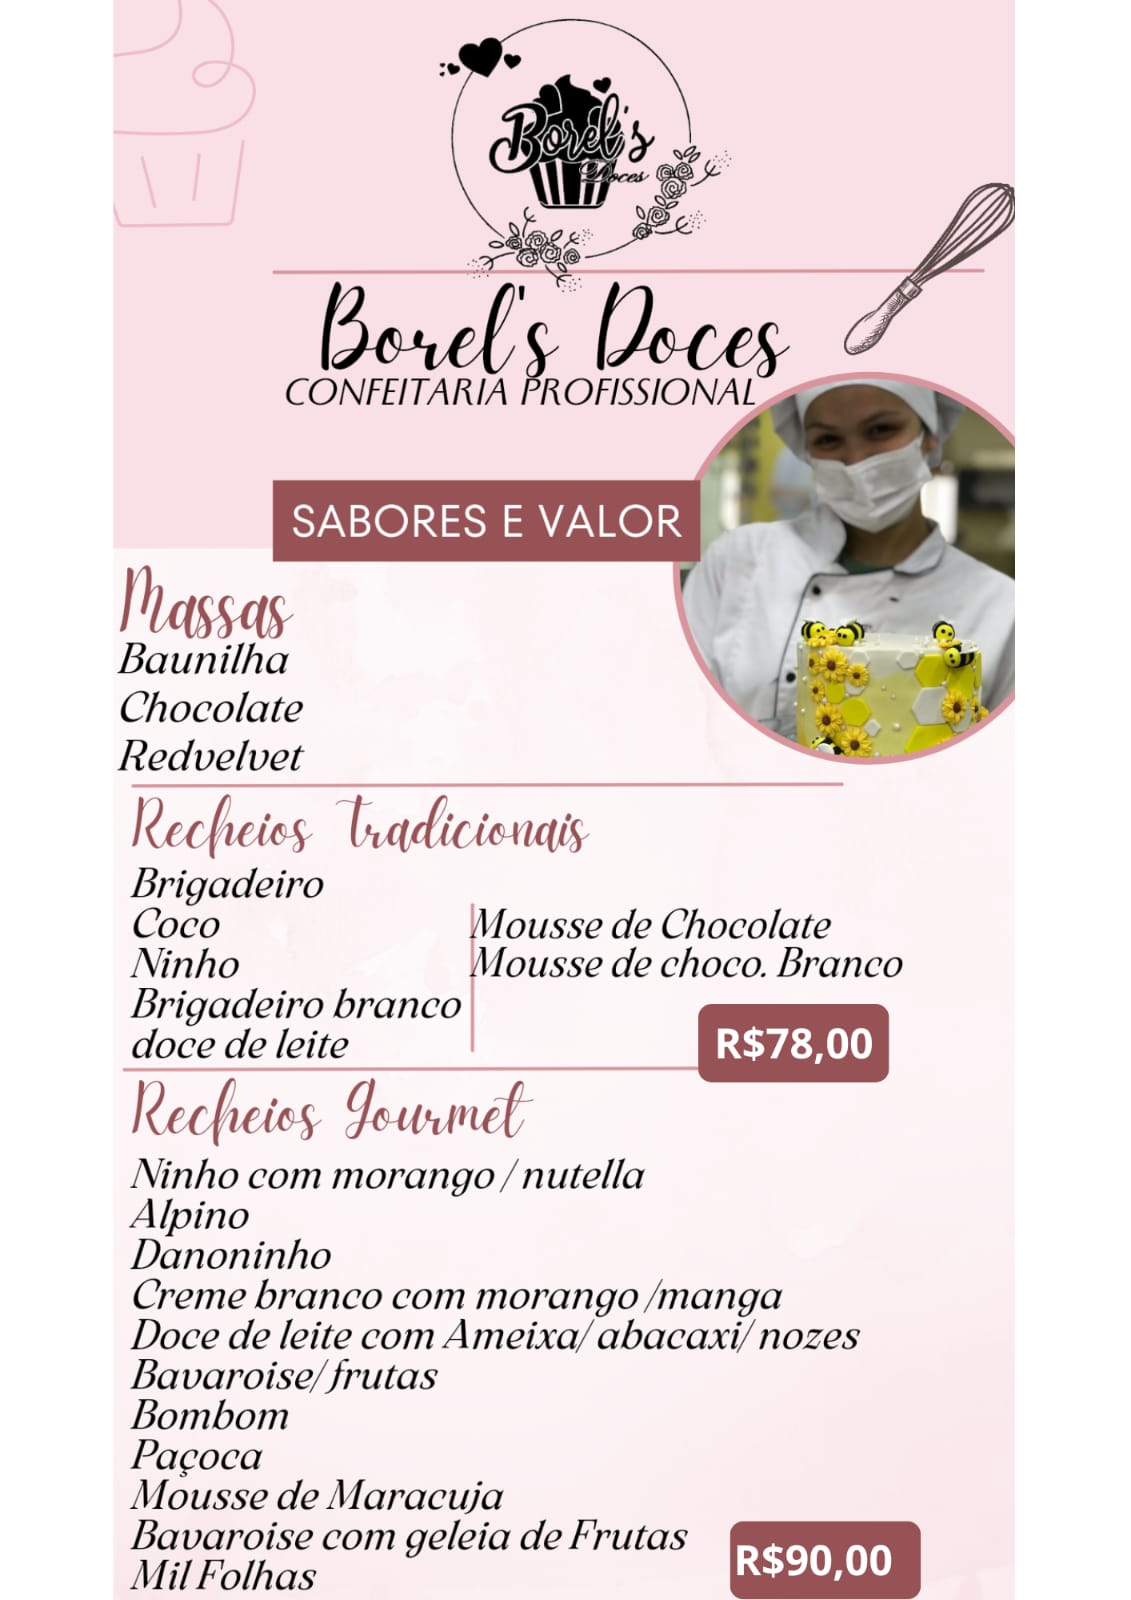 Borel's
Doces
Borel's Doces
CONFEITARIA PROFISSIONAL
SABORES E VALOR
Massas
Baunilha
Chocolate
Redvelvet
Recheios Tradicionais
Brigadeiro
Coco
Ninho
Brigadeiro branco
doce de leite
Mousse de Chocolate
Mousse de choco. Branco
R$78,00
Recheios Gourmet
Ninho com morango / nutella
Alpino
Danoninho
Creme branco com morango /manga
Doce de leite com Ameixa/ abacaxi/ nozes
Bavaroise/ frutas
Bombom
Paçoca
Mousse de Maracuja
Bavaroise com geleia de Frutas
Mil Folhas
R$90,00